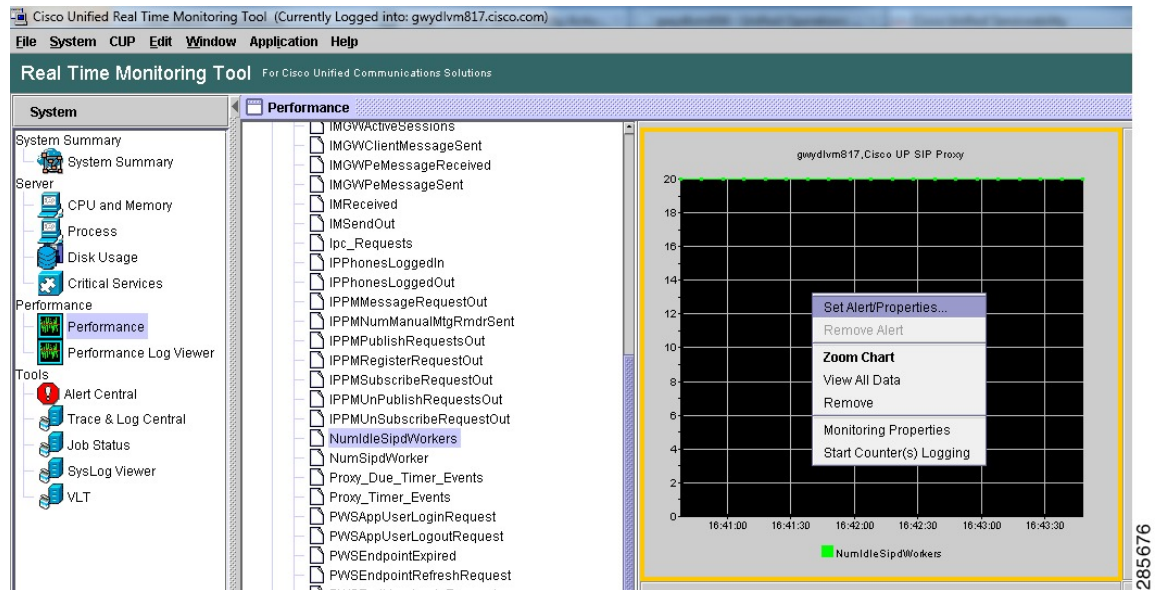 Cisco Unified Real Time Monitoring Tool (Currently Logged into: gwydlvm817.cisco.com)
File System CUP Edit Window Application Help
Real Time Monitoring Tool For Cisco Unified Communications Solutions
System
System Summary
System Summary
Server
CPU and Memory
Process
Disk Usage
Critical Services
Performance
Performance
Performance Log Viewer
Tools
Alert Central
Trace & Log Central
Job Status
SysLog Viewer
VLT
Performance
IMGWActiveSessions
IMGWClientMessageSent
IMGWPeMessageReceived
IMGWPeMessageSent
IMReceived
IMSendOut
Ipc_Requests
IPPhonesLoggedIn
IPPhonesLoggedOut
IPPMMessageRequestOut
IPPMNumManualMtgRmdrSent
IPPMPublishRequestsOut
IPPMRegisterRequestOut
IPPMSubscribeRequestOut
IPPMUnPublishRequestsOut
IPPMUnSubscribeRequestOut
NumIdleSipdWorkers
NumSipdWorker
Proxy_Due_Timer_Events
Proxy_Timer_Events
PWSAppUserLoginRequest
PWSAppUserLogoutRequest
PWSEndpointExpired
PWSEndpointRefreshRequest
gwydlvm817,Cisco UP SIP Proxy
20
18
16
14
12
10
8
6
4
2
0
16:41:00 16:41:30 16:42:00 16:42:30 16:43:00 16:43:30
NumIdleSipdWorkers
Set Alert/Properties...
Remove Alert
Zoom Chart
View All Data
Remove
Monitoring Properties
Start Counter(s) Logging
285676